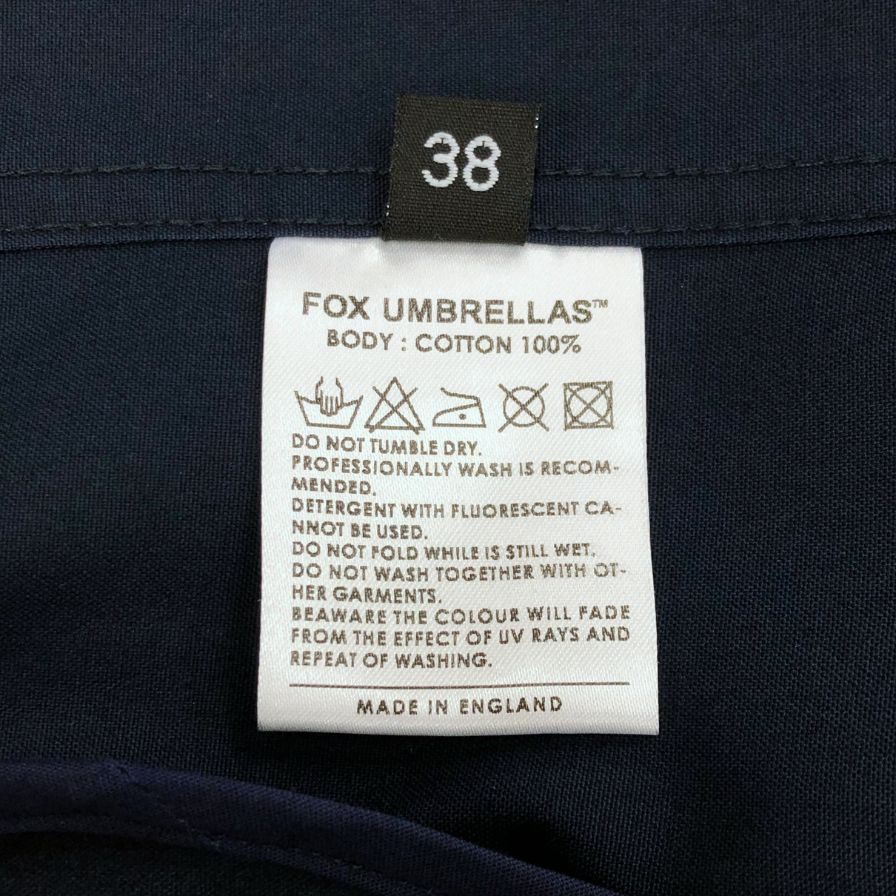 38
FOX UMBRELLAS™
BODY : COTTON 100%
DO NOT TUMBLE DRY.
PROFESSIONALLY WASH IS RECOM-
MENDED.
DETERGENT WITH FLUORESCENT CA-
NNOT BE USED.
DO NOT FOLD WHILE IS STILL WET.
DO NOT WASH TOGETHER WITH OT-
HER GARMENTS.
BEAWARE THE COLOUR WILL FADE
FROM THE EFFECT OF UV RAYS AND
REPEAT OF WASHING.
MADE IN ENGLAND